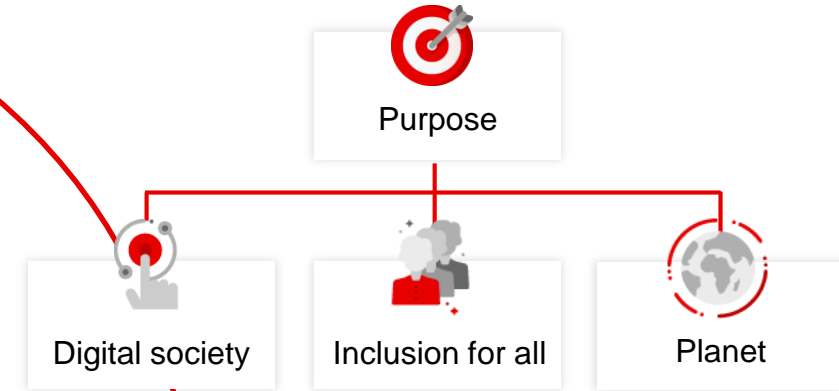 Purpose
Digital society
Inclusion for all
Planet